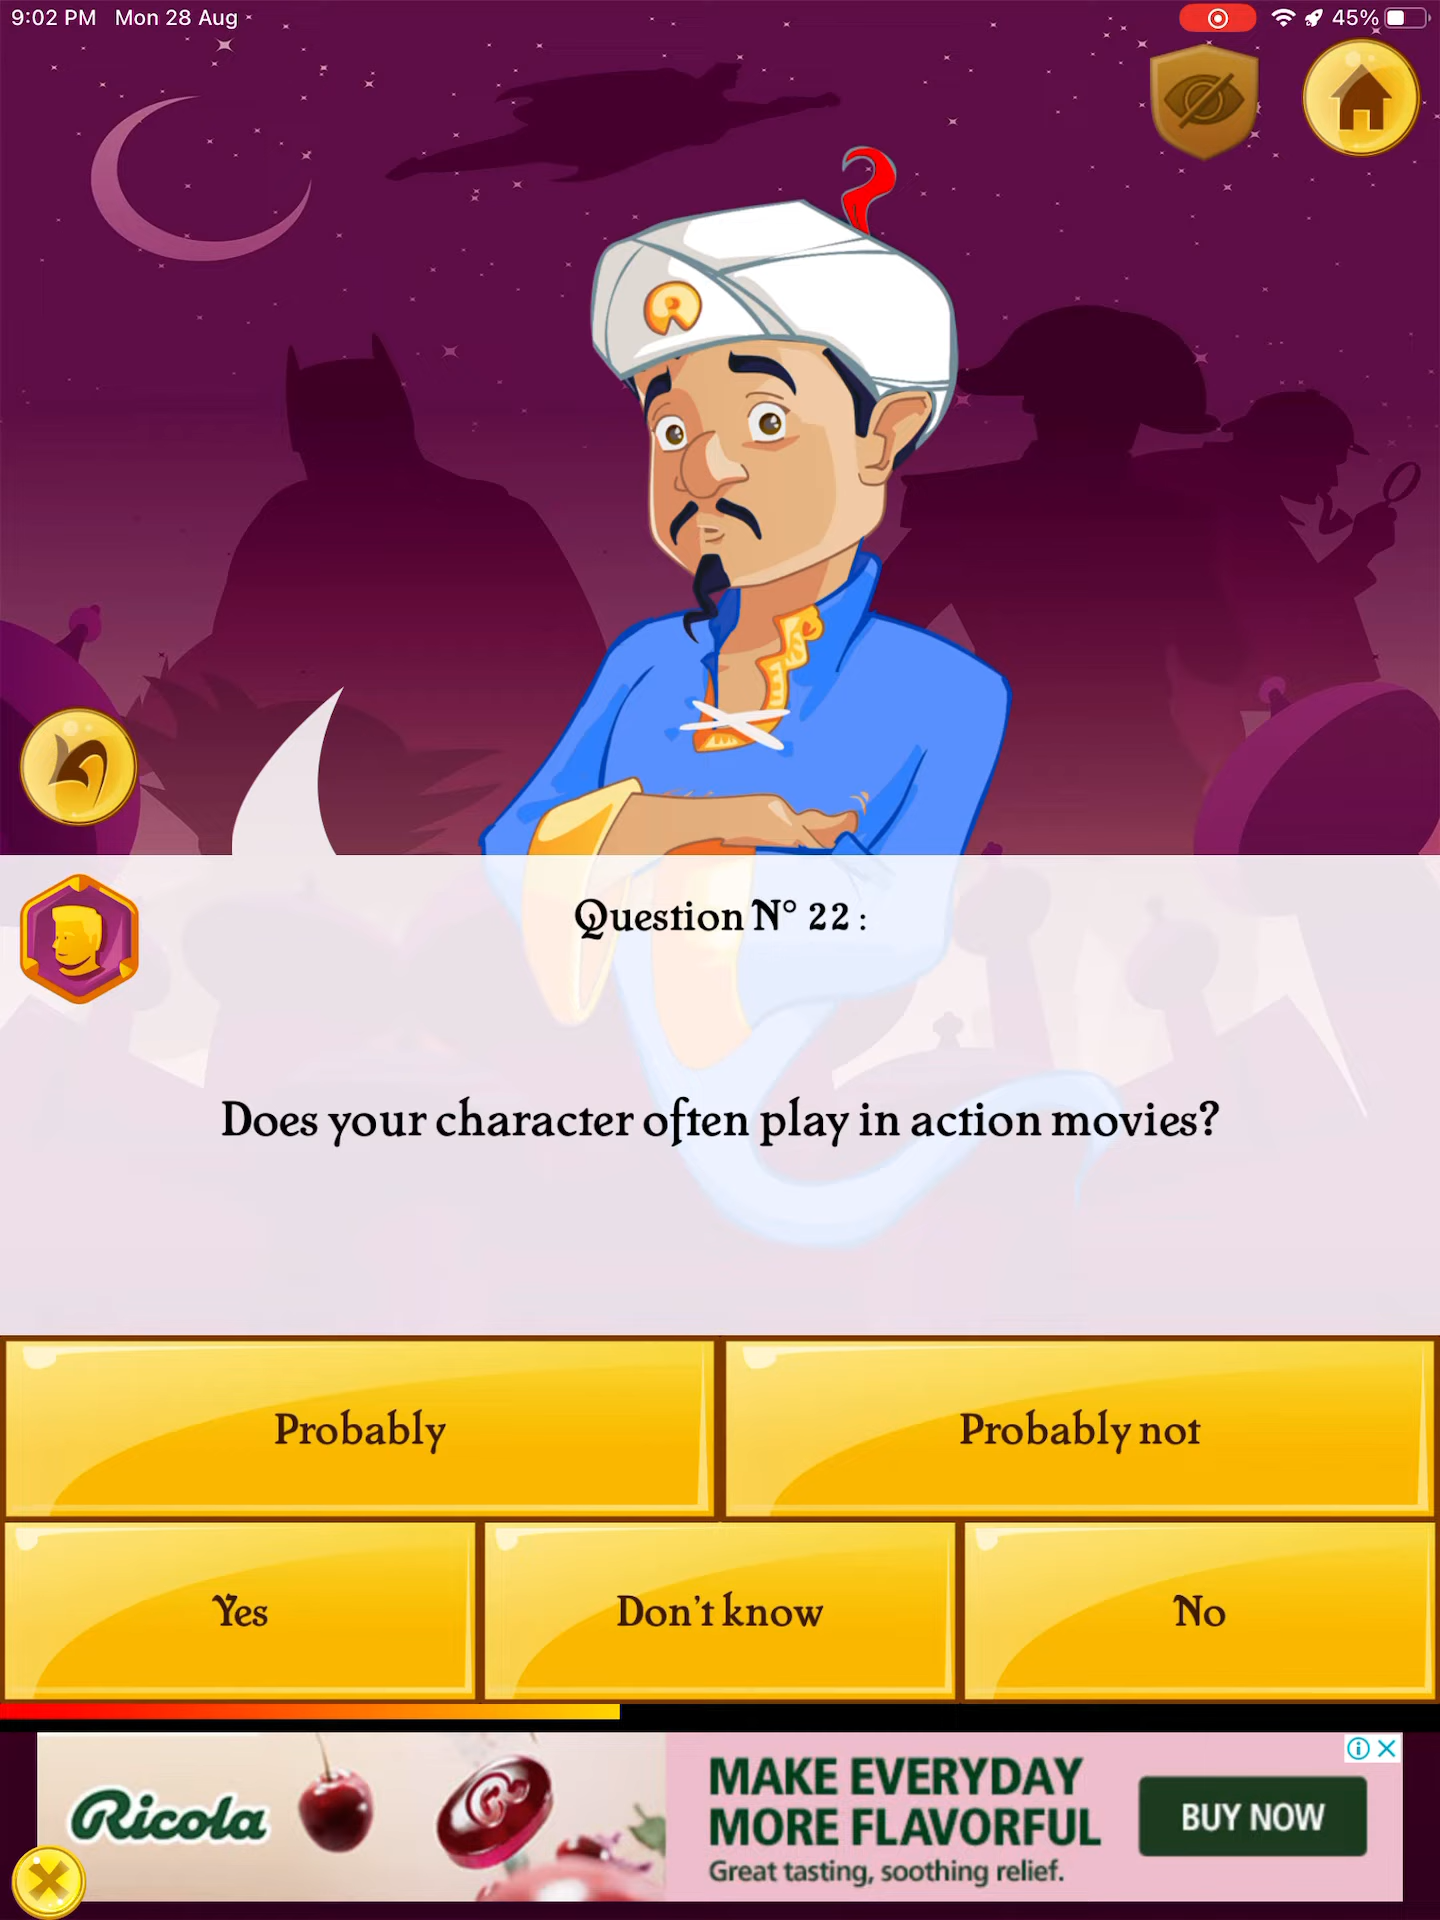 9:02 PM Mon 28 Aug
45%
Question N° 22 :
Does your character often play in action movies?
Probably
Probably not
Yes
Don't know
No
Ricola
MAKE EVERYDAY
MORE FLAVORFUL
Great tasting, soothing relief.
BUY NOW